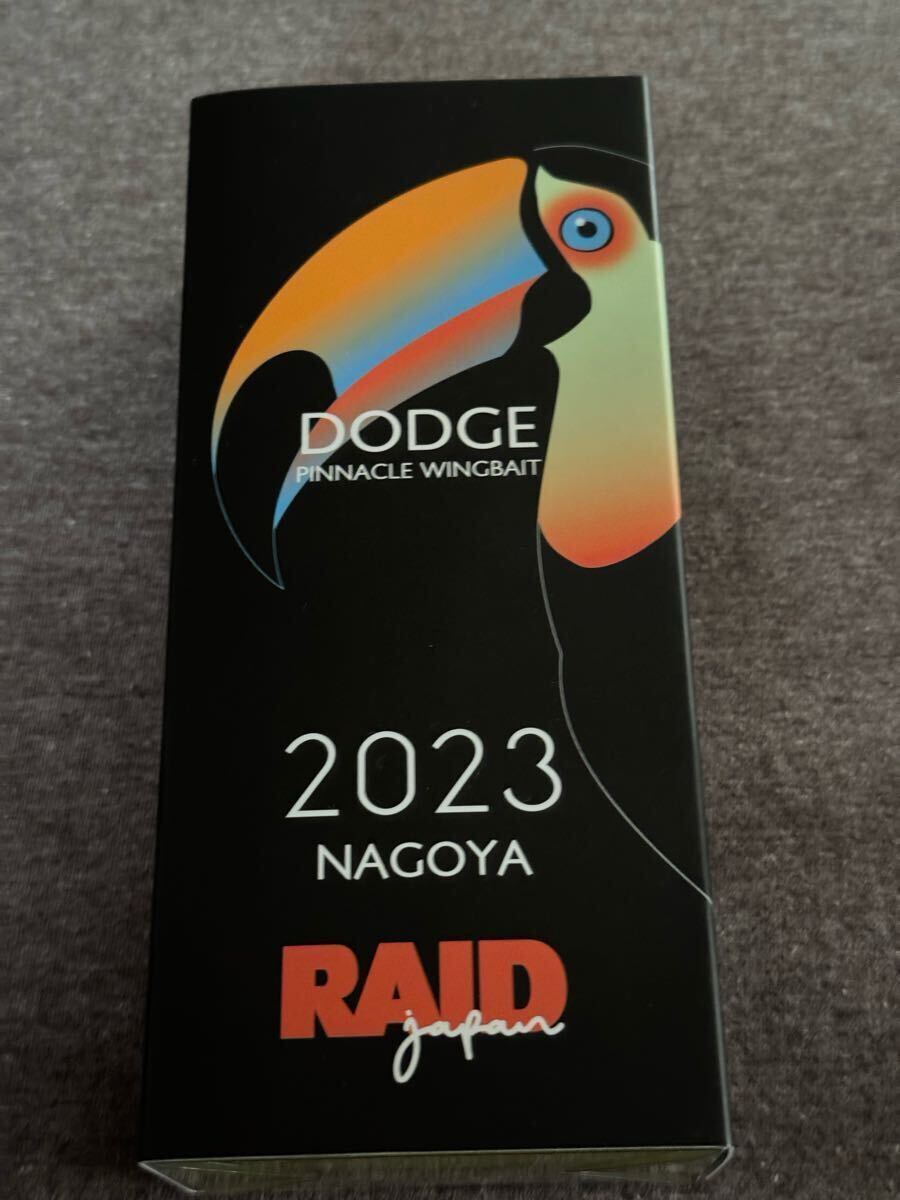 DODGE
PINNACLE WINGBAIT
2023
NAGOYA
RAID
japan